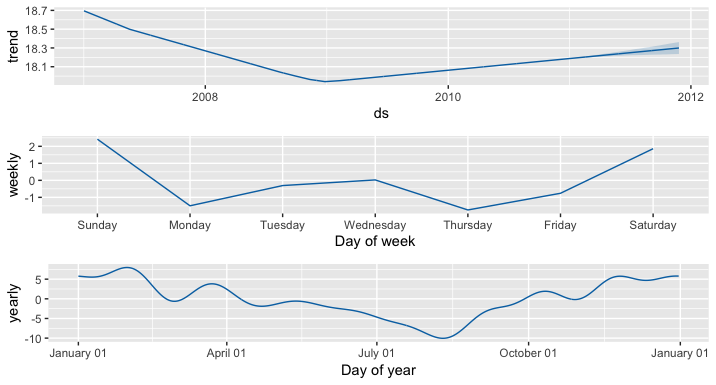 trend
18.7
18.5
18.3
18.1
2008 2010 2012
ds
weekly
2
1
0
-1
Sunday Monday Tuesday Wednesday Thursday Friday Saturday
Day of week
yearly
5
0
-5
-10
January 01 April 01 July 01 October 01 January 01
Day of year